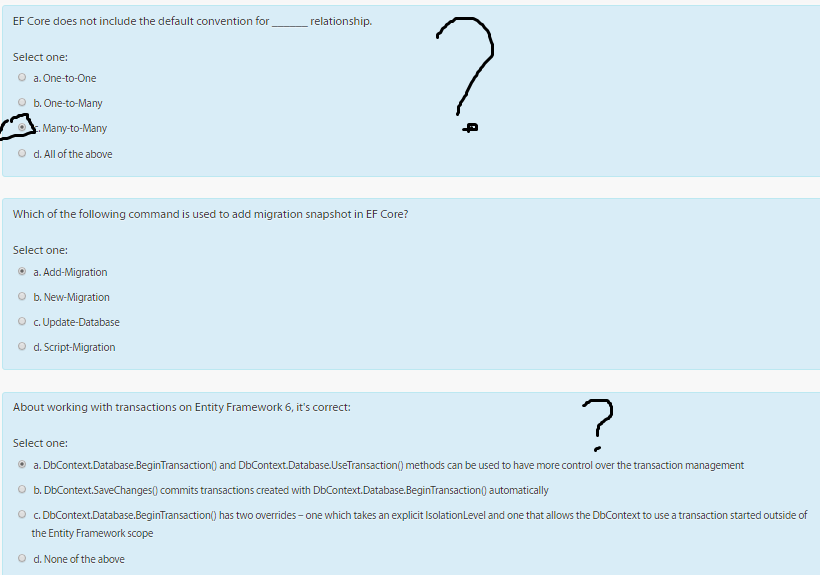 EF Core does not include the default convention for ______ relationship.
Select one:
a. One-to-One
b. One-to-Many
c. Many-to-Many
d. All of the above
?
Which of the following command is used to add migration snapshot in EF Core?
Select one:
a. Add-Migration
b. New-Migration
c. Update-Database
d. Script-Migration
About working with transactions on Entity Framework 6, it's correct:
?
Select one:
a. DbContext.Database.BeginTransaction() and DbContext.Database.UseTransaction() methods can be used to have more control over the transaction management
b. DbContext.SaveChanges() commits transactions created with DbContext.Database.BeginTransaction() automatically
c. DbContext.Database.BeginTransaction() has two overrides – one which takes an explicit IsolationLevel and one that allows the DbContext to use a transaction started outside of
the Entity Framework scope
d. None of the above